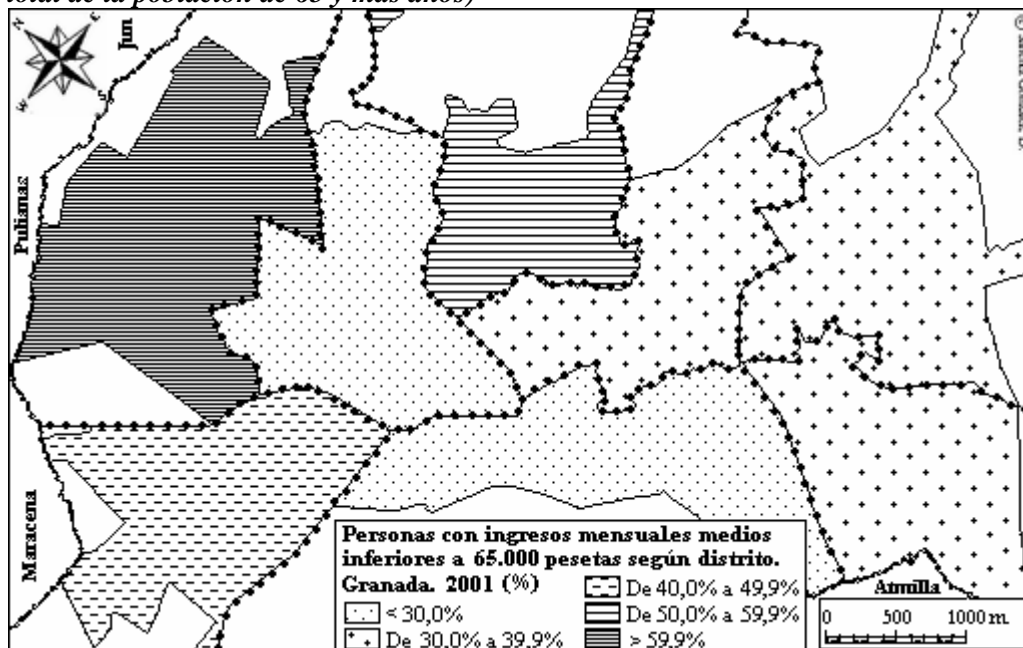 total de la población de 65 y más años)
N
E
W
S
Jun
Pulianas
Maracena
Personas con ingresos mensuales medios
inferiores a 65.000 pesetas según distrito.
Granada. 2001 (%)
< 30,0%
De 30,0% a 39,9%
De 40,0% a 49,9%
De 50,0% a 59,9%
> 59,9%
Armilla
0 500 1000 m.